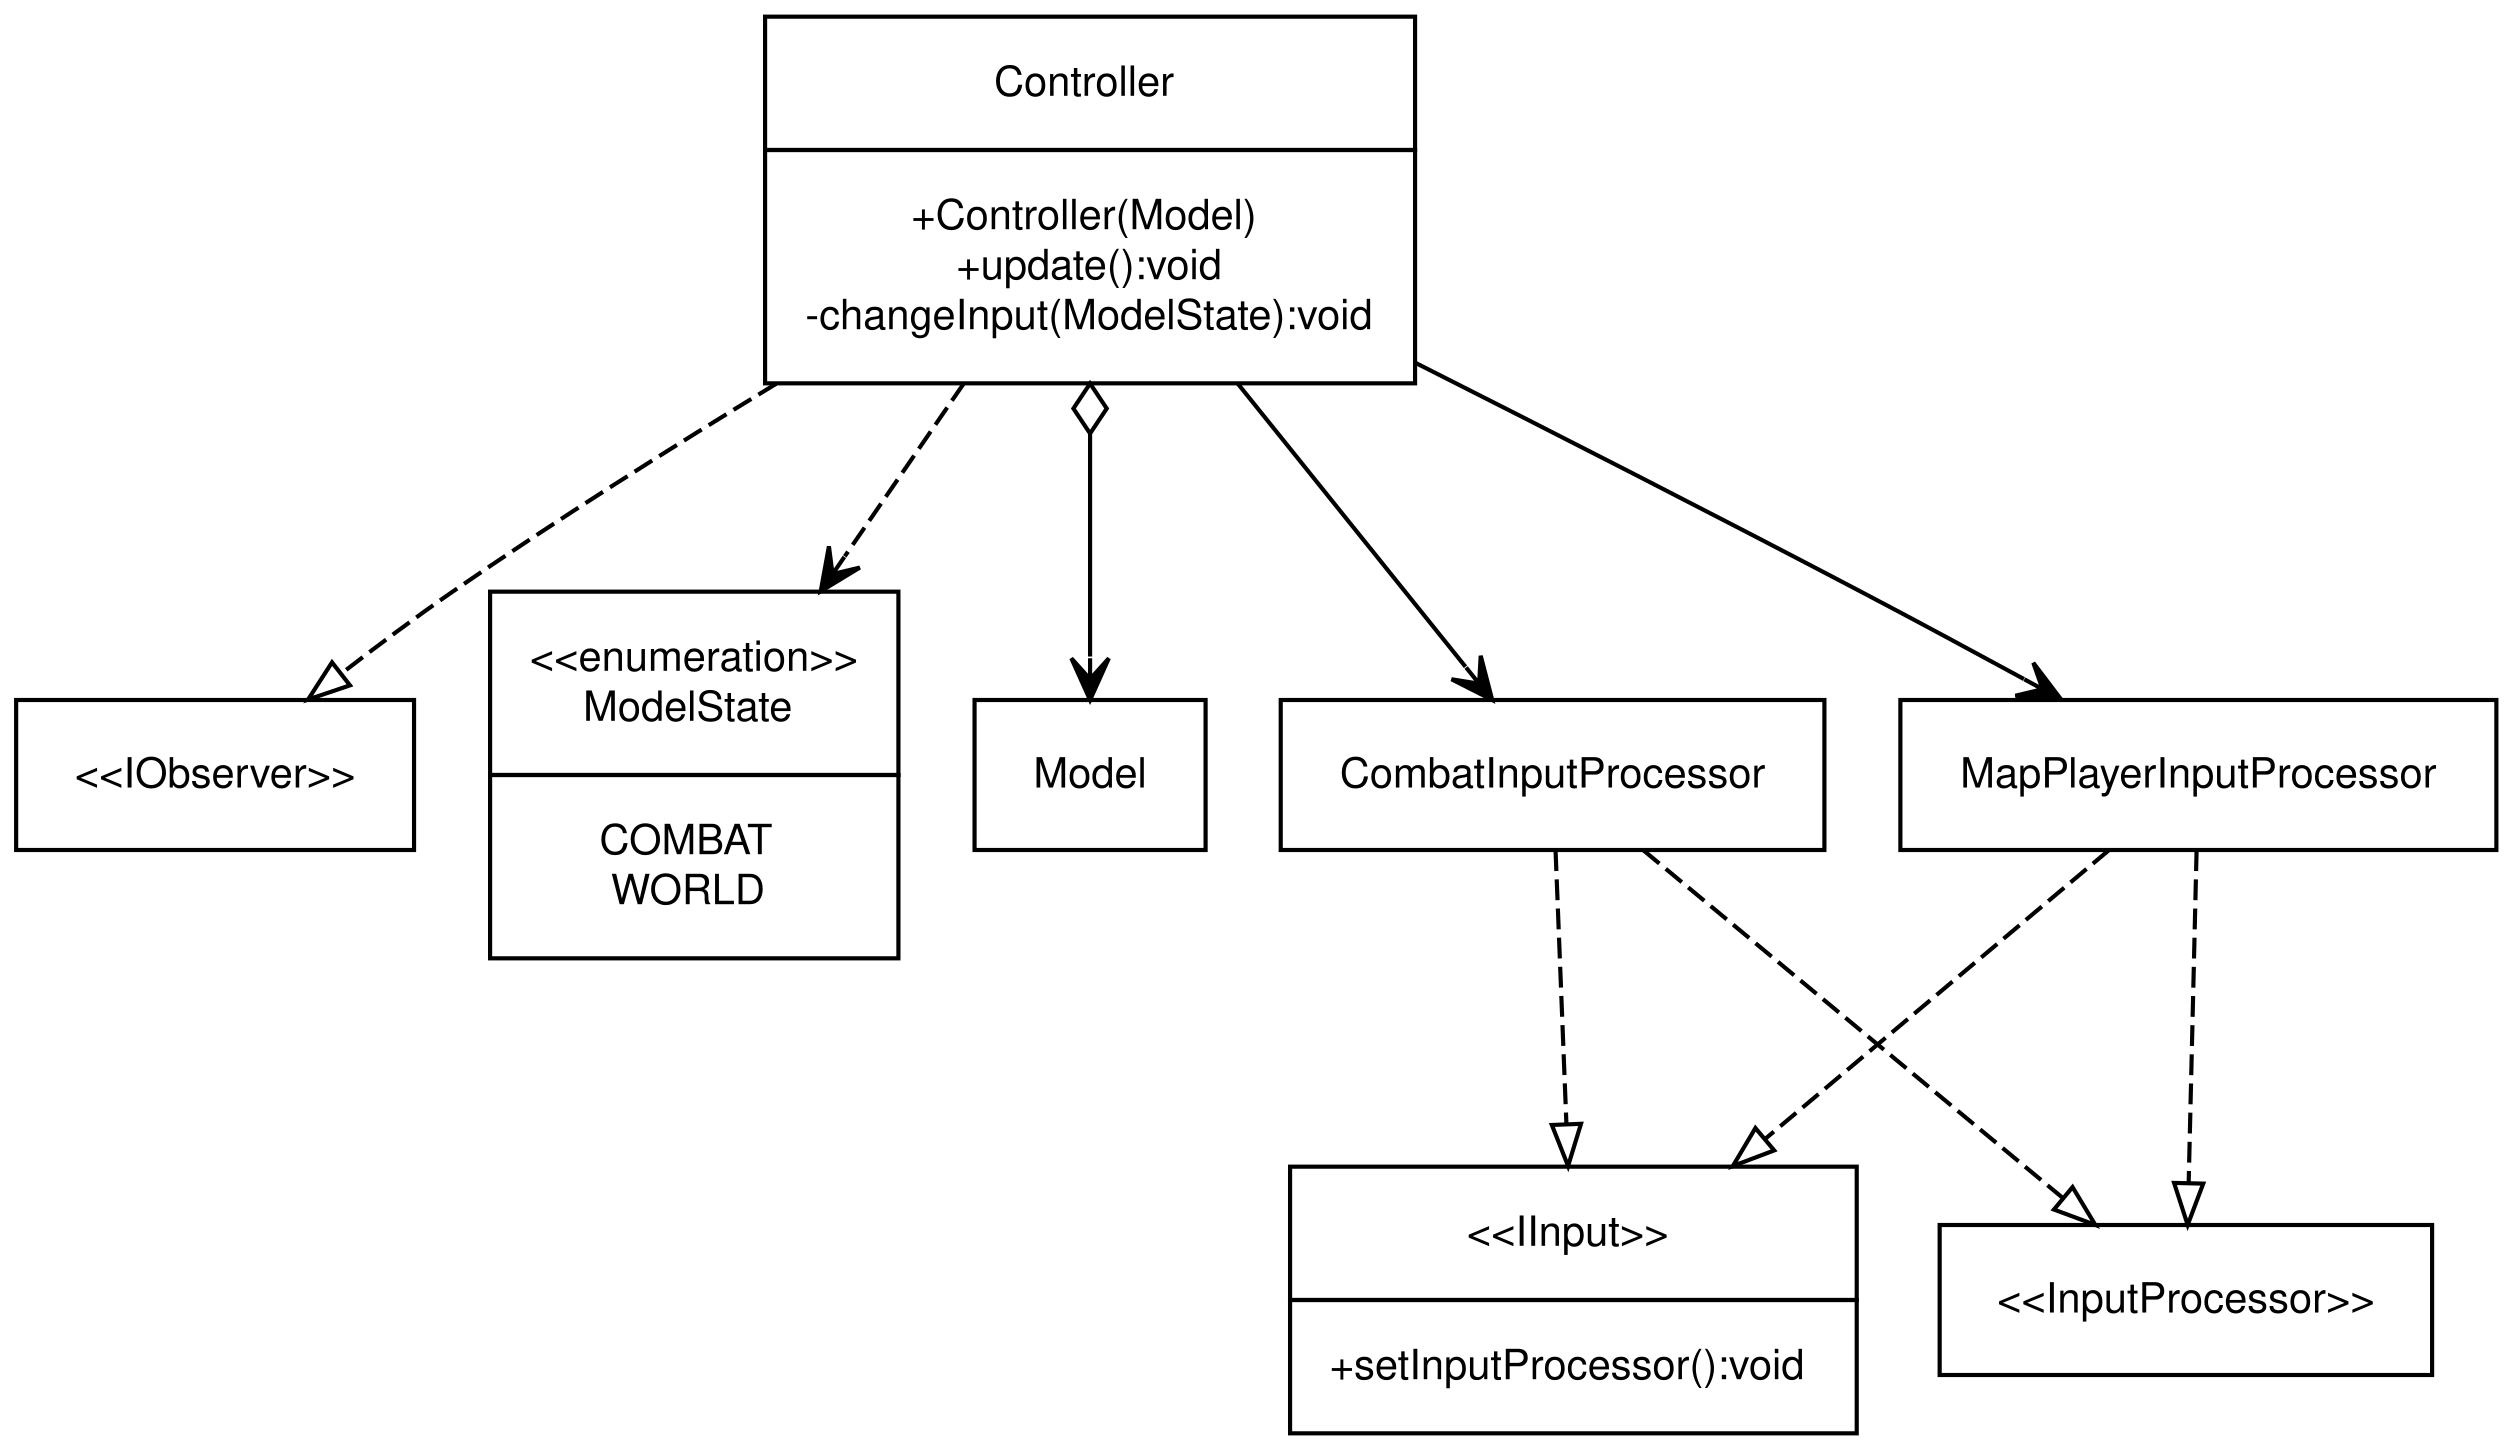 Controller
+Controller(Model)
+update():void
-changeInput(ModelState):void
<<IObserver>>
<<enumeration>>
ModelState
COMBAT
WORLD
Model
CombatInputProcessor
MapPlayerInputProcessor
<<IInput>>
+setInputProcessor():void
<<InputProcessor>>